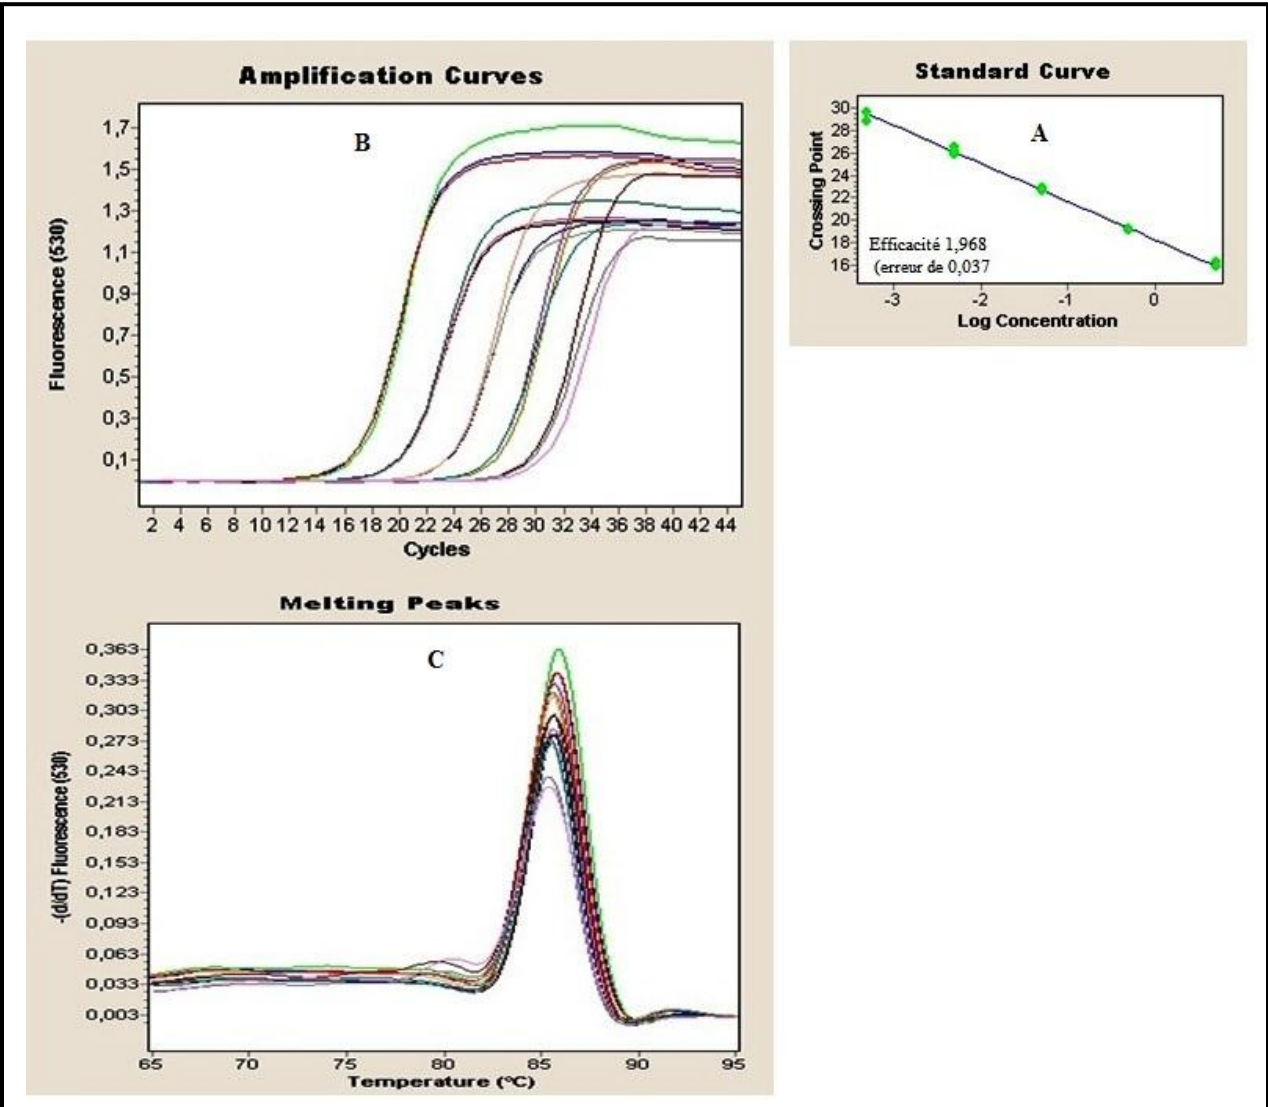 Amplification Curves
B
Fluorescence (530)
1,7
1,5
1,3
1,1
0,9
0,7
0,5
0,3
0,1
2 4 6 8 10 12 14 16 18 20 22 24 26 28 30 32 34 36 38 40 42 44
Cycles
Standard Curve
A
Crossing Point
30
28
26
24
22
20
18
16
Efficacité 1,968
(erreur de 0,037
-3 -2 -1 0
Log Concentration
Melting Peaks
C
-(d/dT) Fluorescence (530)
0,363
0,333
0,303
0,273
0,243
0,213
0,183
0,153
0,123
0,093
0,063
0,033
0,003
65 70 75 80 85 90 95
Temperature (ºC)